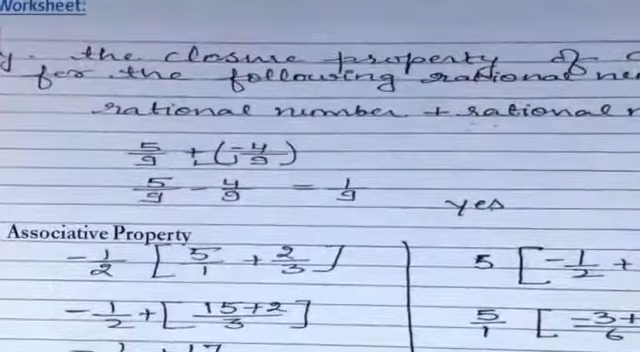 Worksheet:
the closure property of
for the following rational
rational number + rational
5/9 + (-4/9)
5/9 - 4/9 = 1/9 yes
Associative Property
-1/2 [ 5/1 + 2/3 ] 5 [ -1/2 +
-1/2 + [ 15+2/3 ] 5/1 [ -3+/6
17